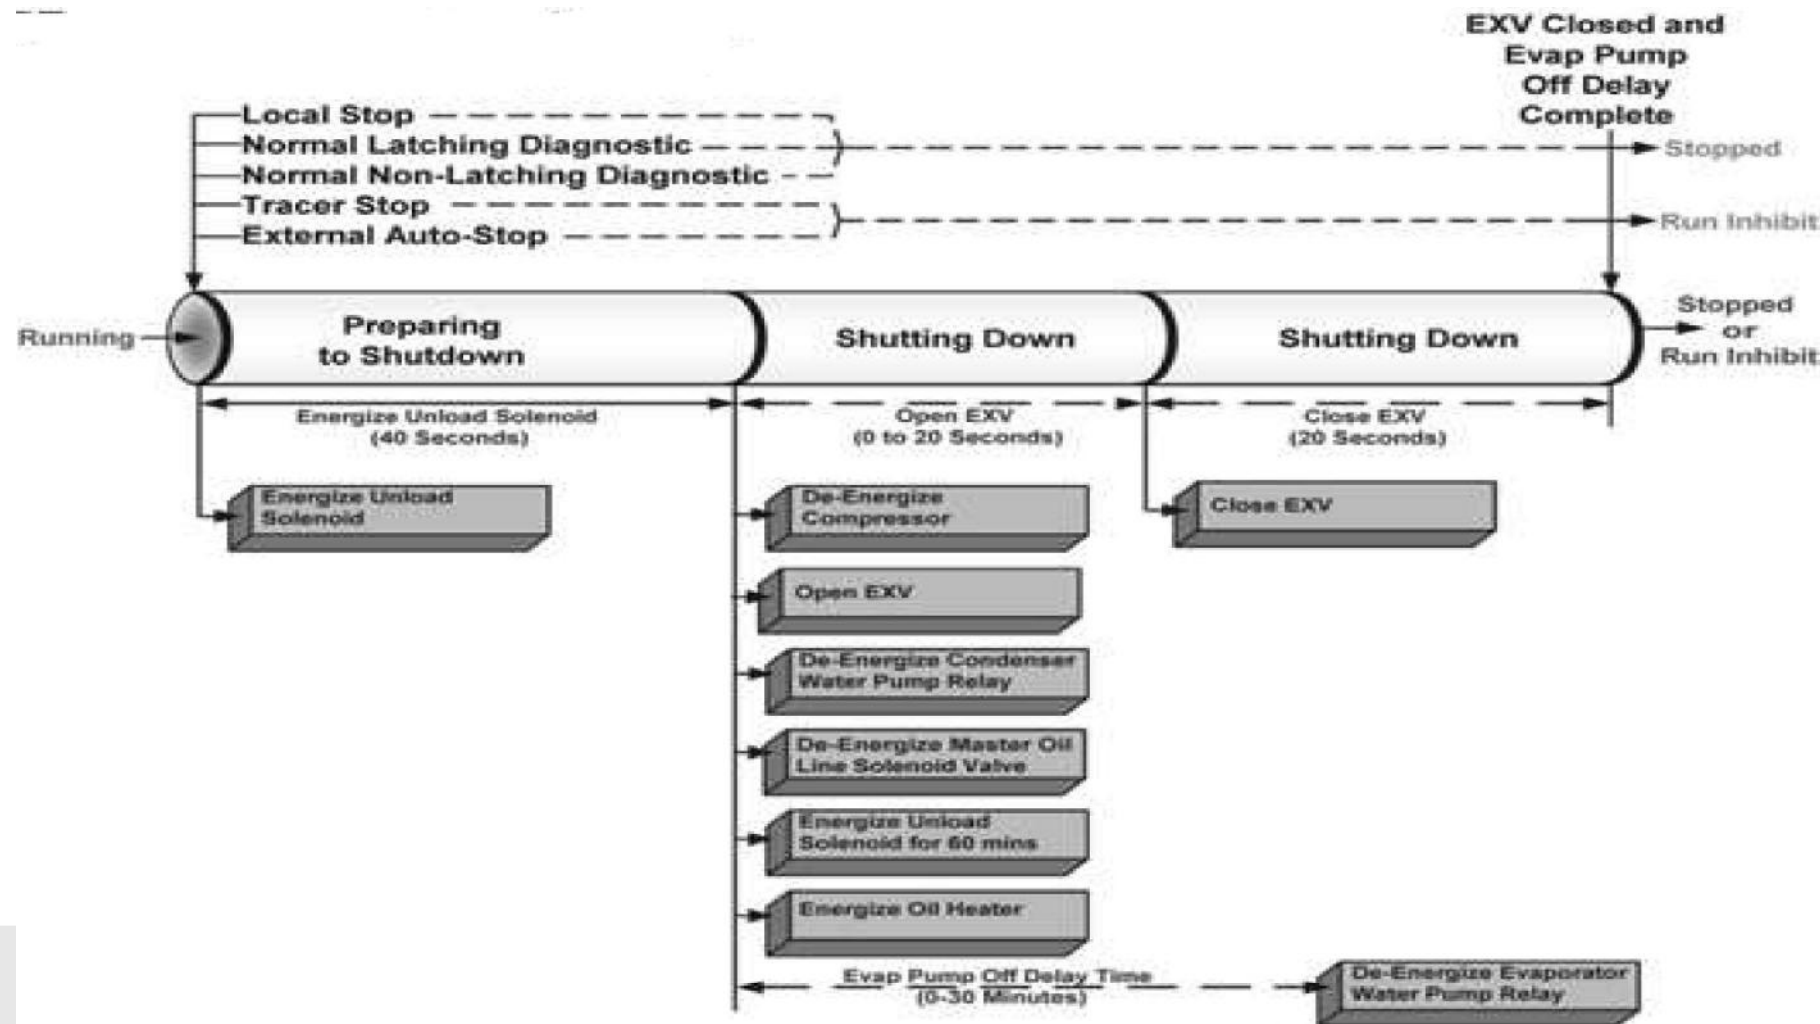 EXV Closed and
Evap Pump
Off Delay
Complete
Local Stop
Normal Latching Diagnostic
Normal Non-Latching Diagnostic
Tracer Stop
External Auto-Stop
Stopped
Run Inhibit
Running
Preparing
to Shutdown
Shutting Down
Shutting Down
Stopped
or
Run Inhibit
Energize Unload Solenoid
(40 Seconds)
Open EXV
(0 to 20 Seconds)
Close EXV
(20 Seconds)
Energize Unload
Solenoid
De-Energize
Compressor
Close EXV
Open EXV
De-Energize Condenser
Water Pump Relay
De-Energize Master Oil
Line Solenoid Valve
Energize Unload
Solenoid for 60 mins
Energize Oil Heater
Evap Pump Off Delay Time
(0-30 Minutes)
De-Energize Evaporator
Water Pump Relay